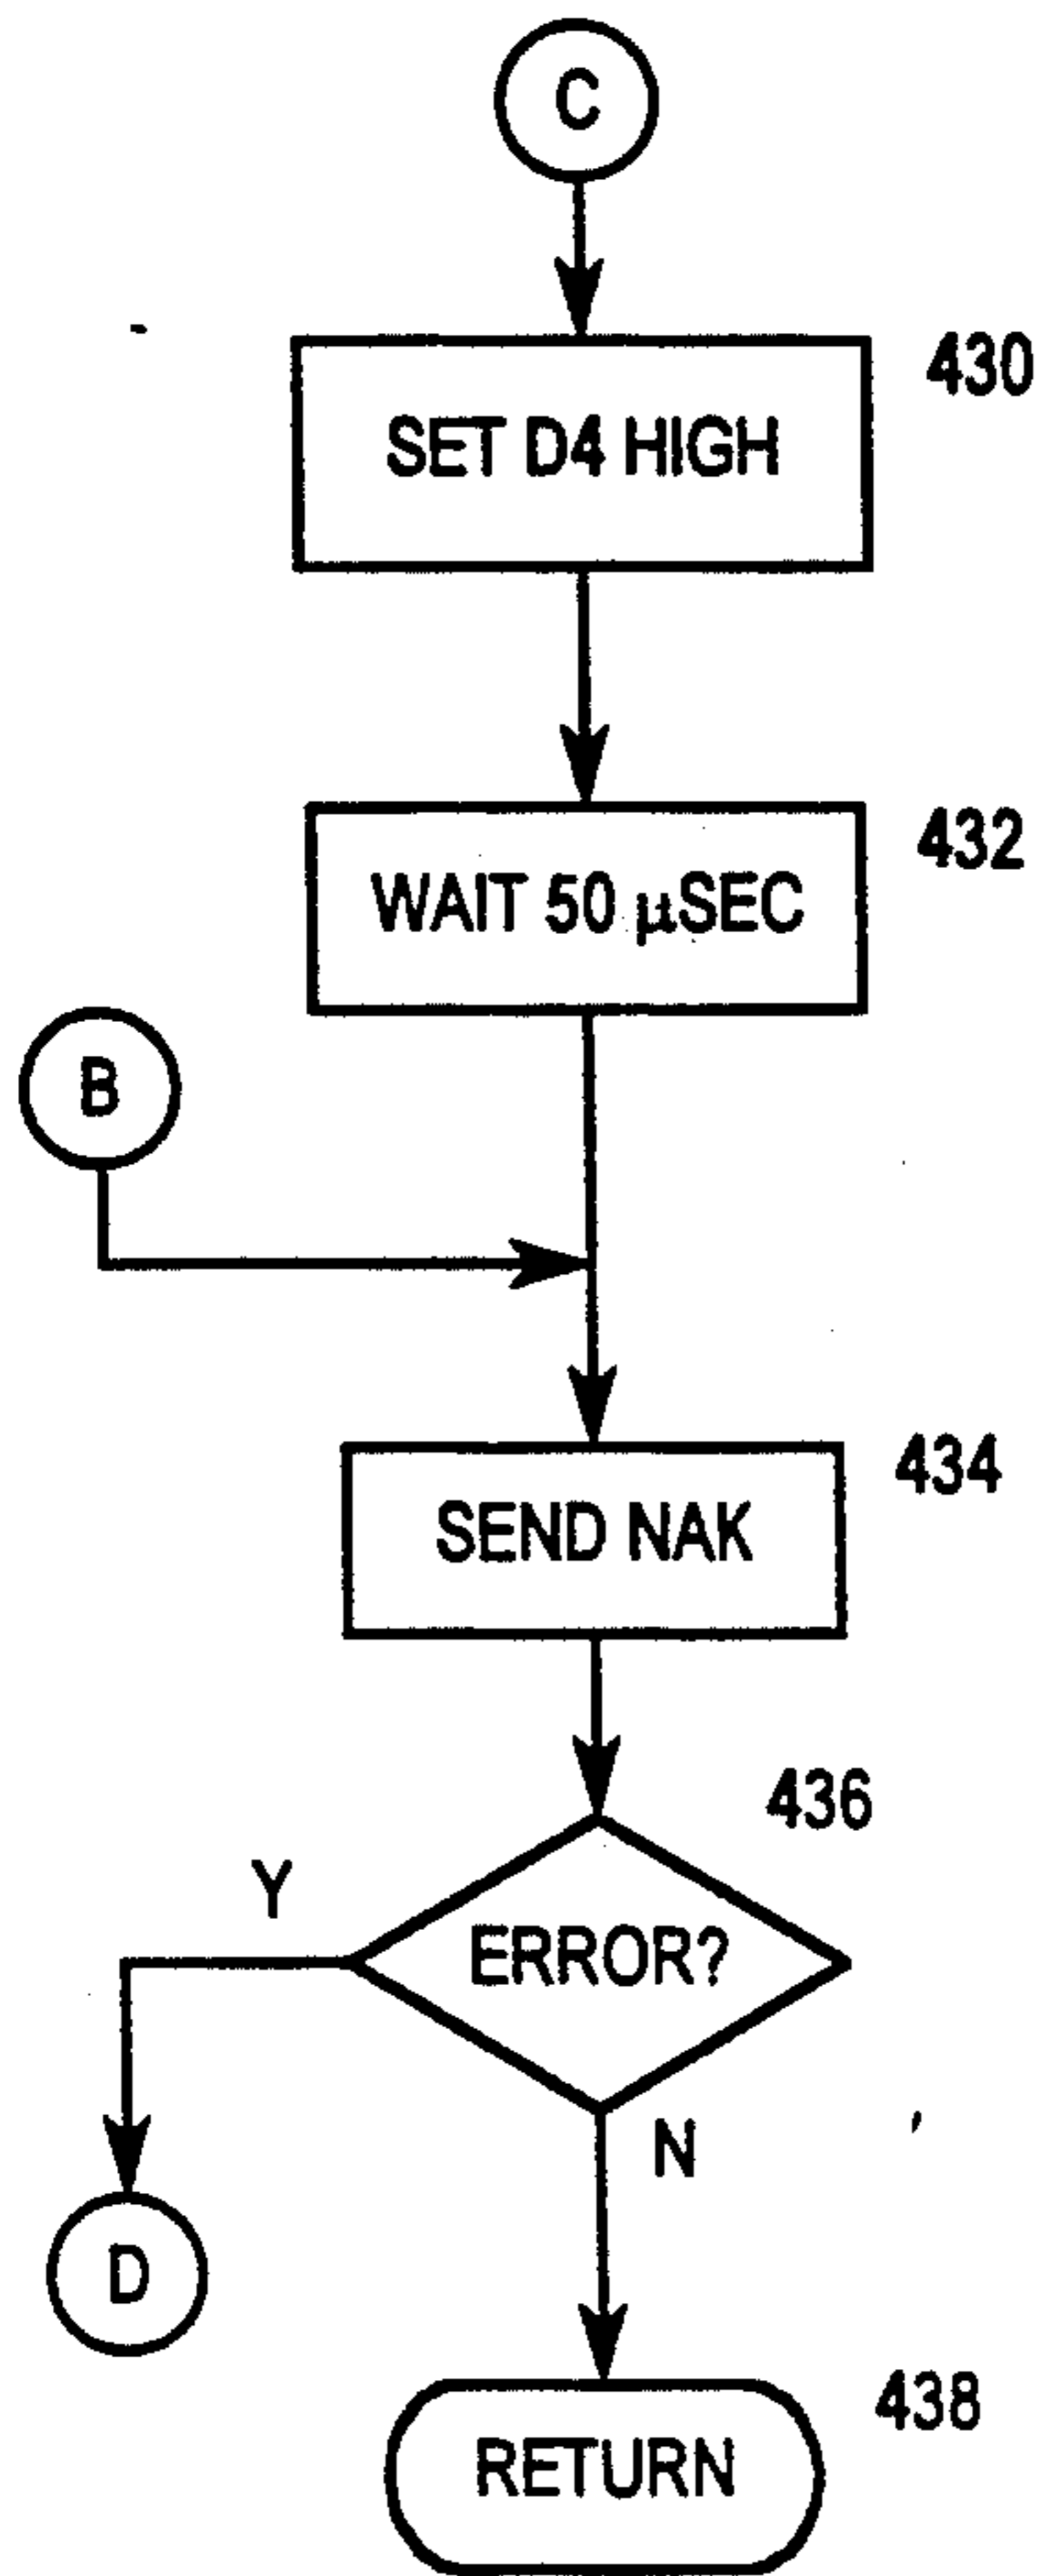 C
430
SET D4 HIGH
432
WAIT 50 µSEC
B
434
SEND NAK
436
Y
ERROR?
N
D
438
RETURN